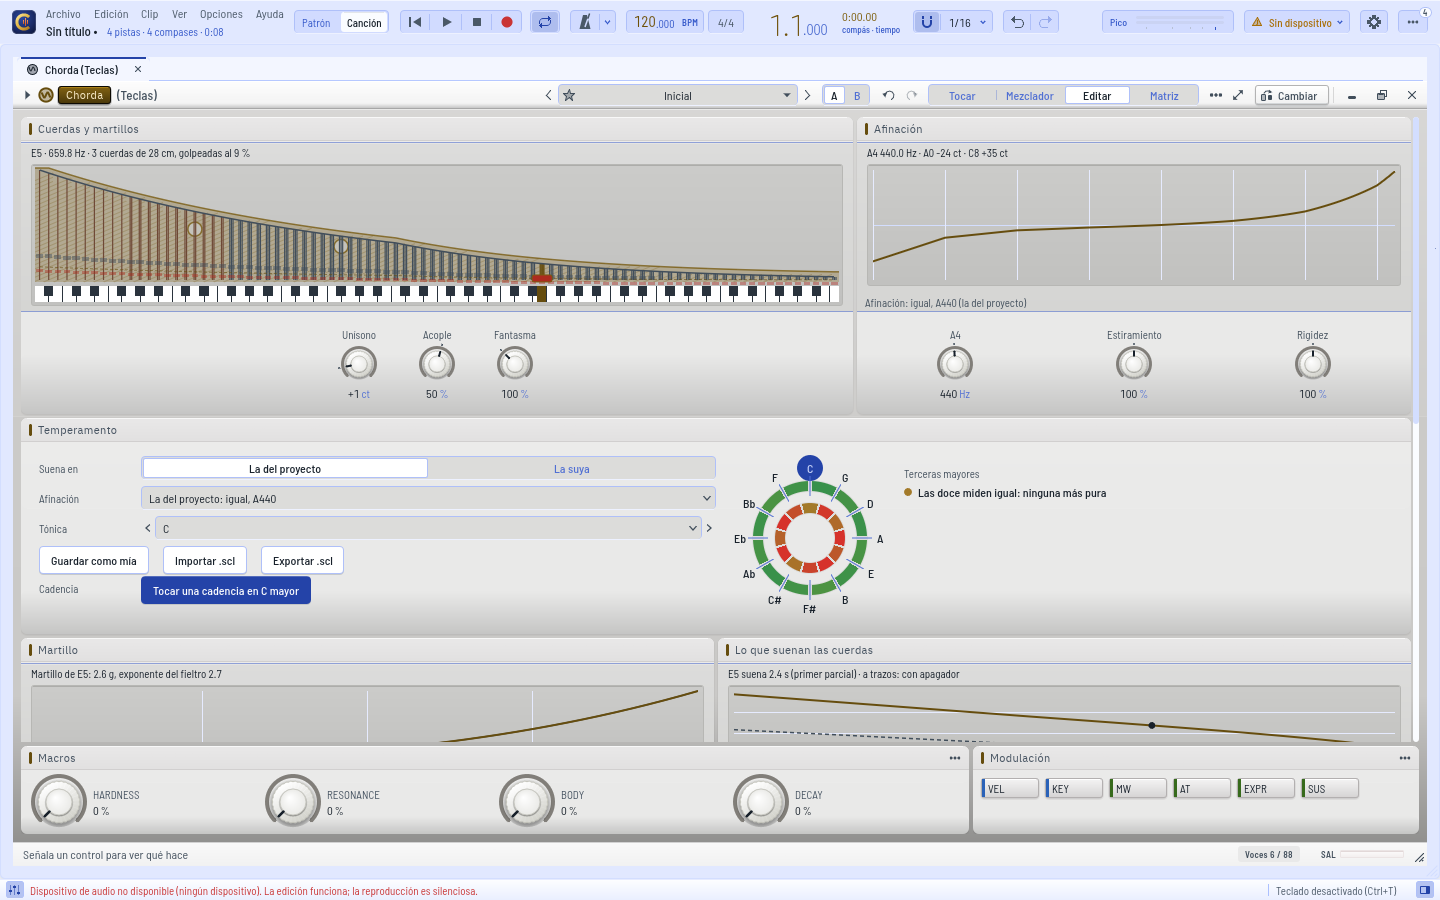 Archivo Edición Clip Ver Opciones Ayuda
Sin título • 4 pistas · 4 compases · 0:08
Patrón Canción
120.000 BPM 4/4
1.1.000
0:00.00
compás · tiempo
1/16
Pico
Sin dispositivo
4
Chorda (Teclas)
Chorda (Teclas)
Inicial
A B
Tocar Mezclador Editar Matriz
Cambiar
Cuerdas y martillos
E5 · 659.8 Hz · 3 cuerdas de 28 cm, golpeadas al 9 %
Unísono Acople Fantasma
+1 ct 50 % 100 %
Afinación
A4 440.0 Hz · A0 -24 ct · C8 +35 ct
Afinación: igual, A440 (la del proyecto)
A4 Estiramiento Rigidez
440 Hz 100 % 100 %
Temperamento
Suena en La del proyecto La suya
Afinación La del proyecto: igual, A440
Tónica C
Guardar como mía Importar .scl Exportar .scl
Cadencia Tocar una cadencia en C mayor
C
G
D
A
E
B
F#
C#
Ab
Eb
Bb
F
Terceras mayores
Las doce miden igual: ninguna más pura
Martillo
Martillo de E5: 2.6 g, exponente del fieltro 2.7
Lo que suenan las cuerdas
E5 suena 2.4 s (primer parcial) · a trazos: con apagador
Macros
HARDNESS
0 %
RESONANCE
0 %
BODY
0 %
DECAY
0 %
Modulación
VEL KEY MW AT EXPR SUS
Señala un control para ver qué hace
Voces 6 / 88 SAL
Dispositivo de audio no disponible (ningún dispositivo). La edición funciona; la reproducción es silenciosa.
Teclado desactivado (Ctrl+T)